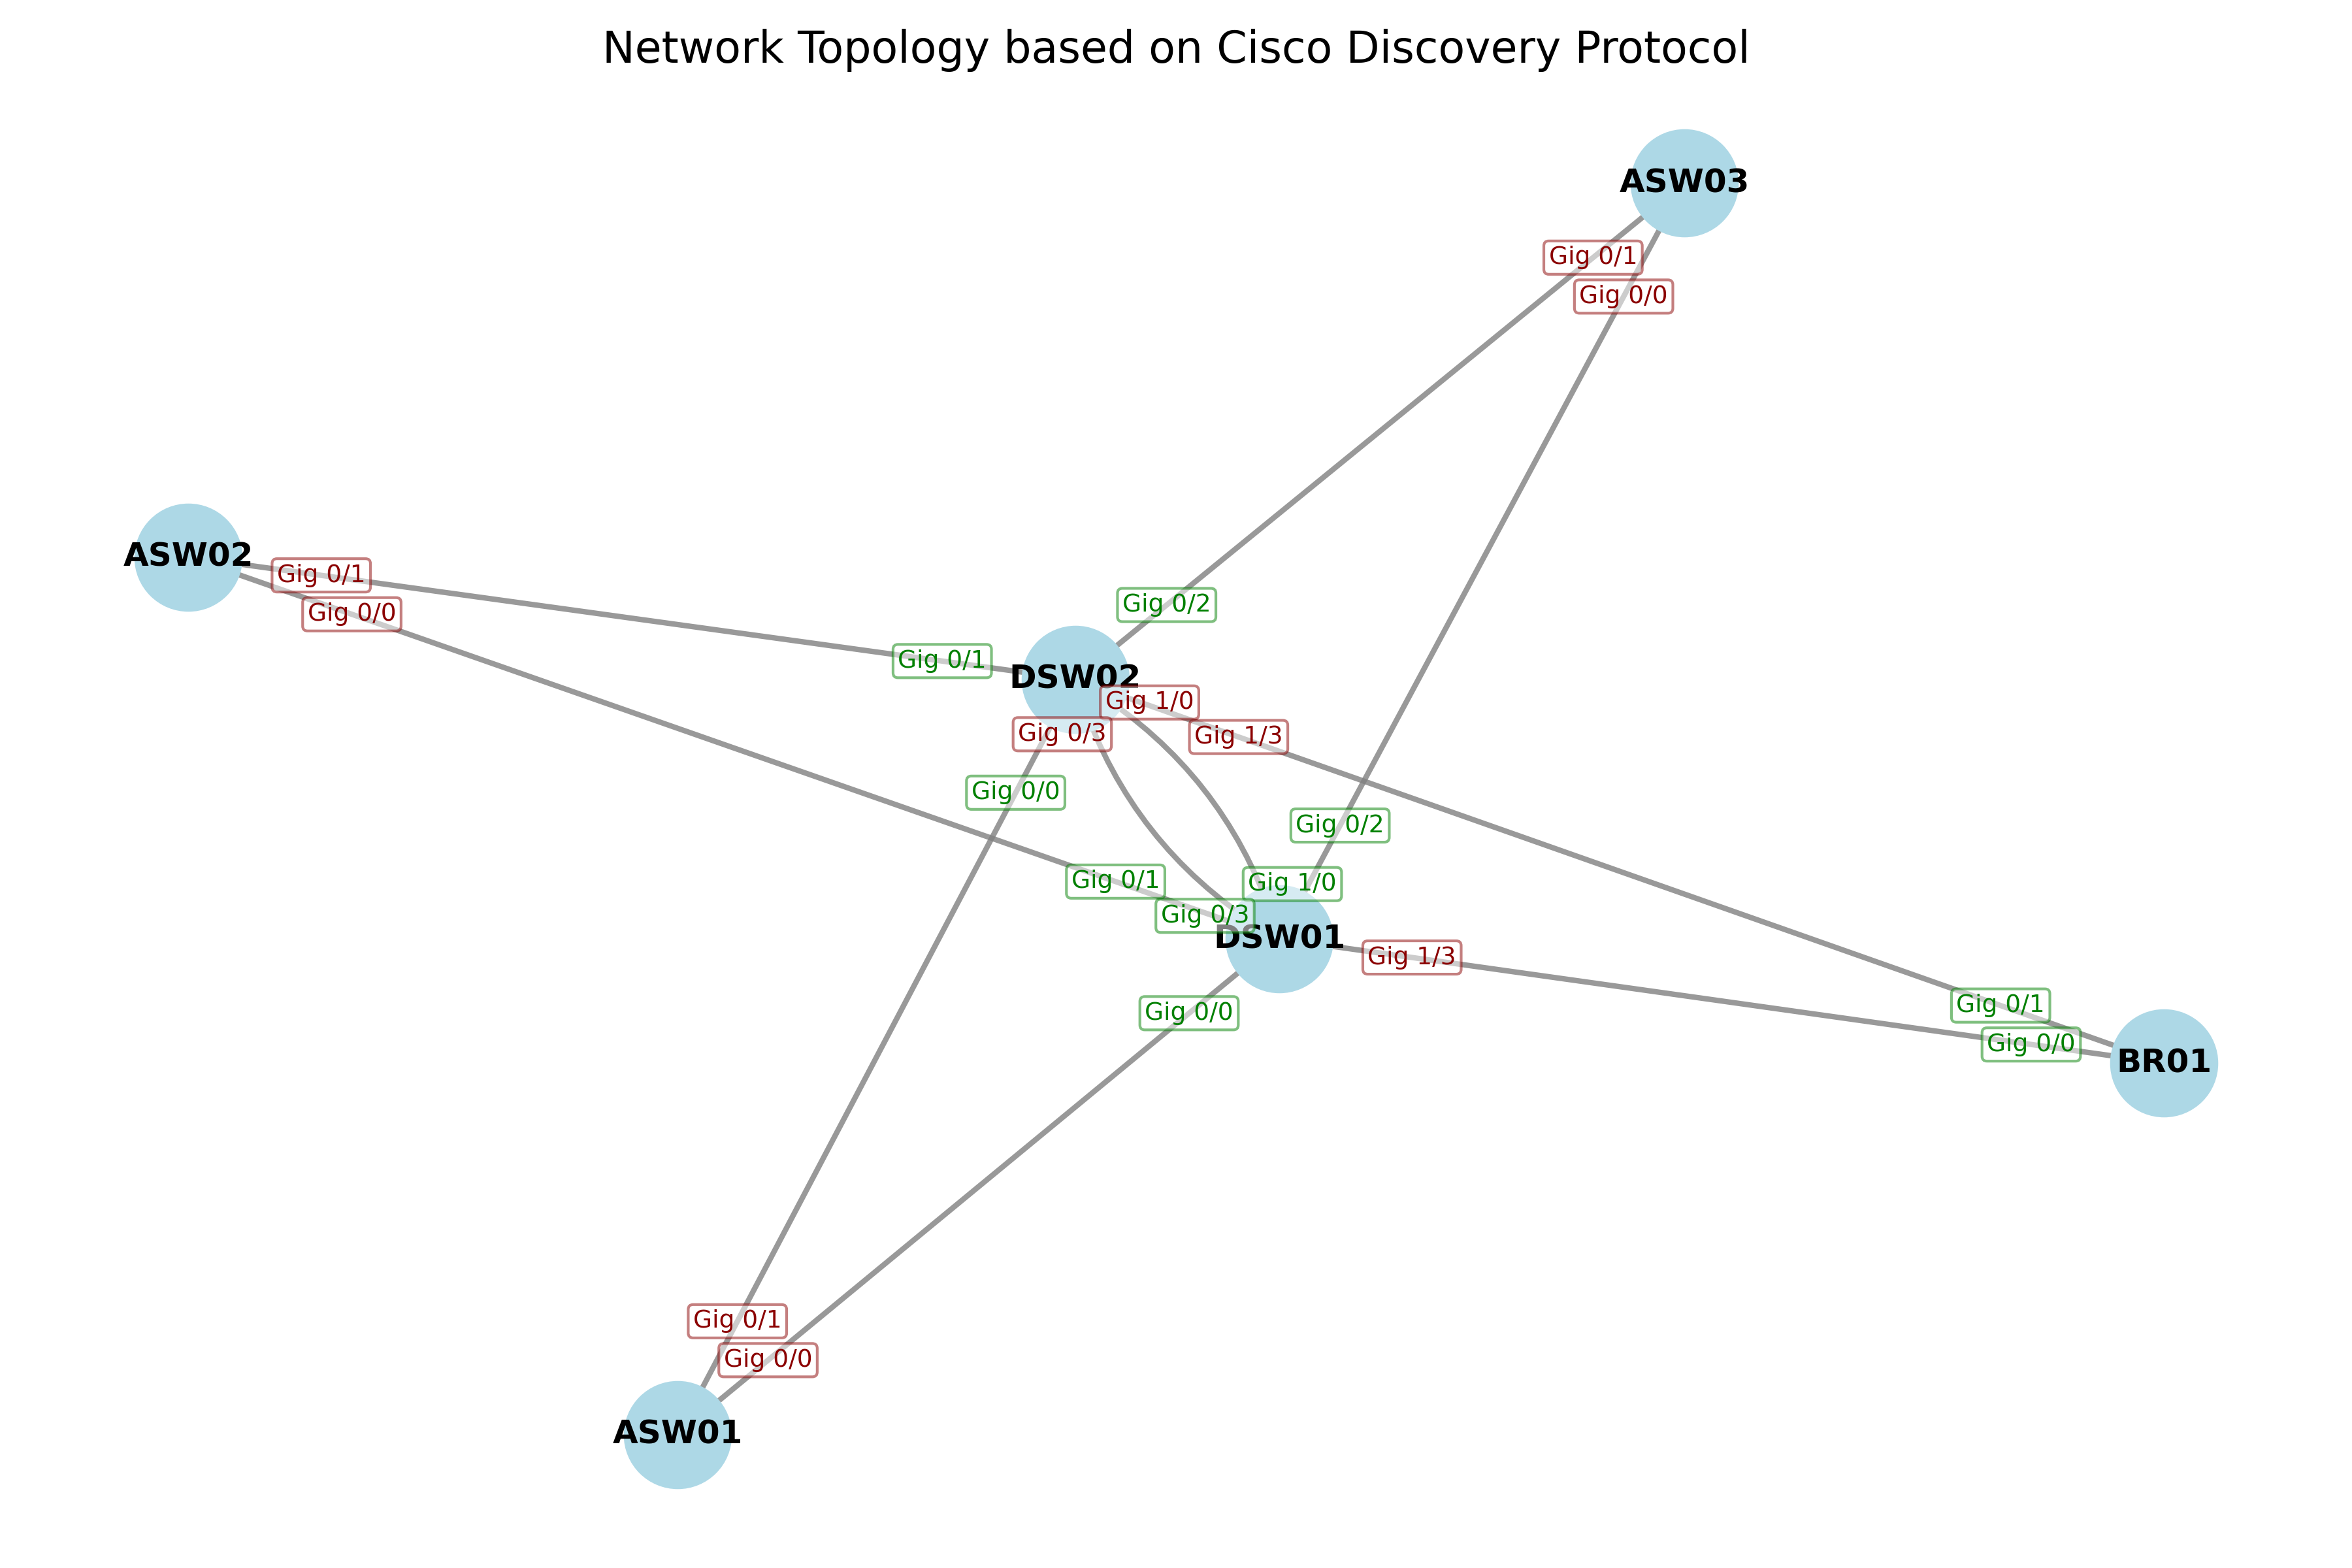 Network Topology based on Cisco Discovery Protocol
ASW03
Gig 0/1
Gig 0/0
ASW02
Gig 0/1
Gig 0/0
Gig 0/2
Gig 0/1
DSW02
Gig 1/0
Gig 0/3
Gig 1/3
Gig 0/0
Gig 0/2
Gig 0/1
Gig 1/0
Gig 0/3
DSW01
Gig 1/3
Gig 0/0
Gig 0/1
Gig 0/0
BR01
Gig 0/1
Gig 0/0
ASW01